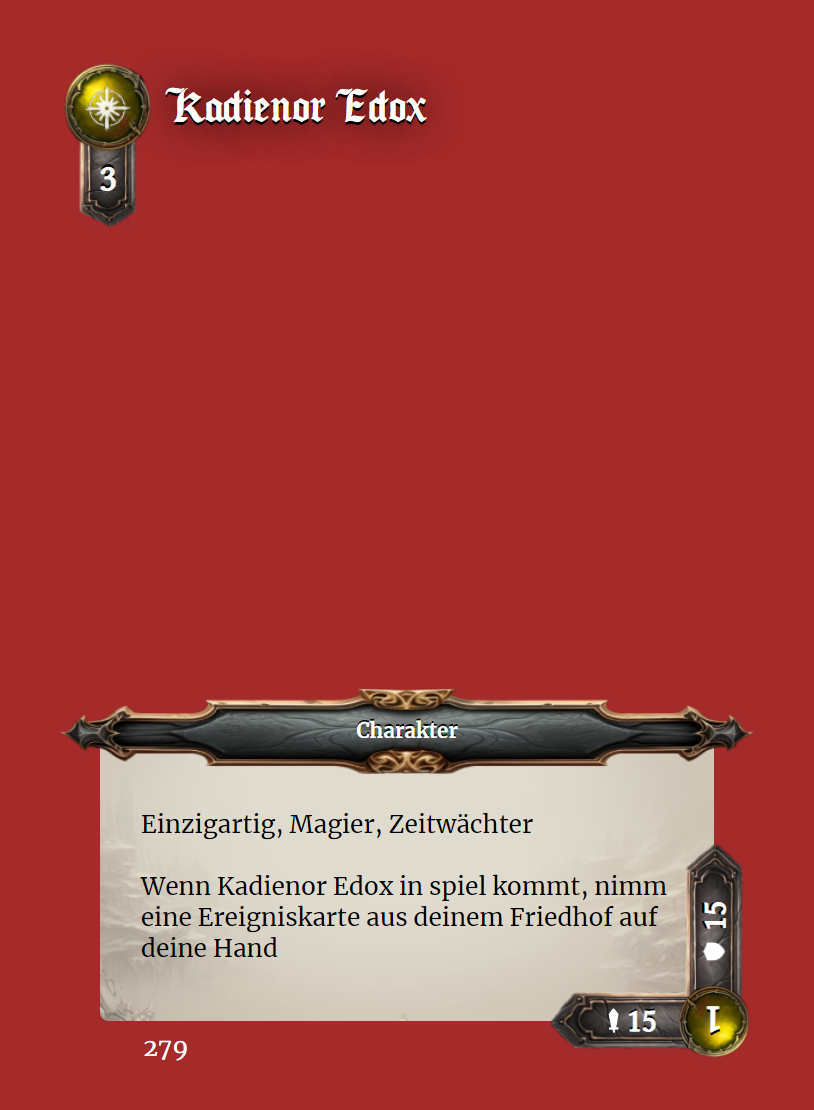 Kadienor Edox
3
Charakter
Einzigartig, Magier, Zeitwächter
Wenn Kadienor Edox in spiel kommt, nimm
eine Ereigniskarte aus deinem Friedhof auf
deine Hand
15
15
1
279